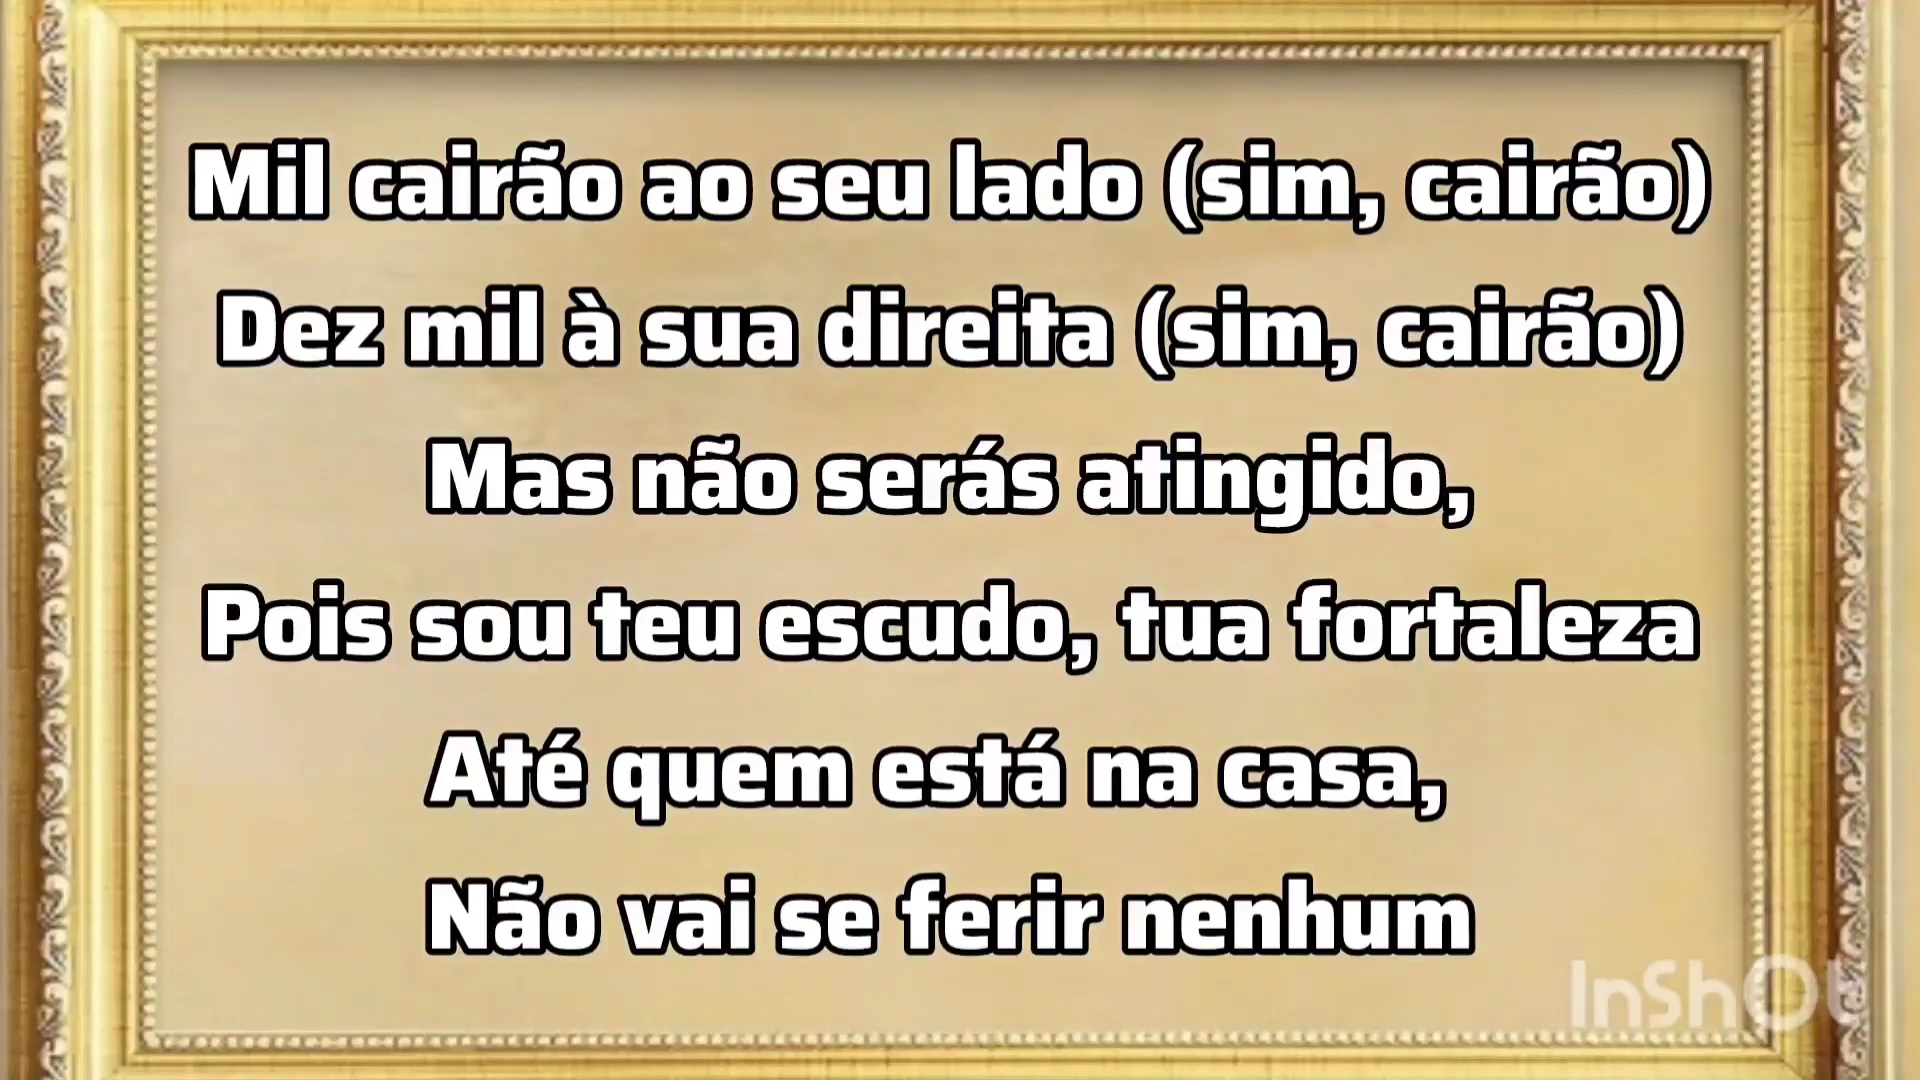 Mil cairão ao seu lado (sim, cairão)
Dez mil à sua direita (sim, cairão)
Mas não serás atingido,
Pois sou teu escudo, tua fortaleza
Até quem está na casa,
Não vai se ferir nenhum
InShOt